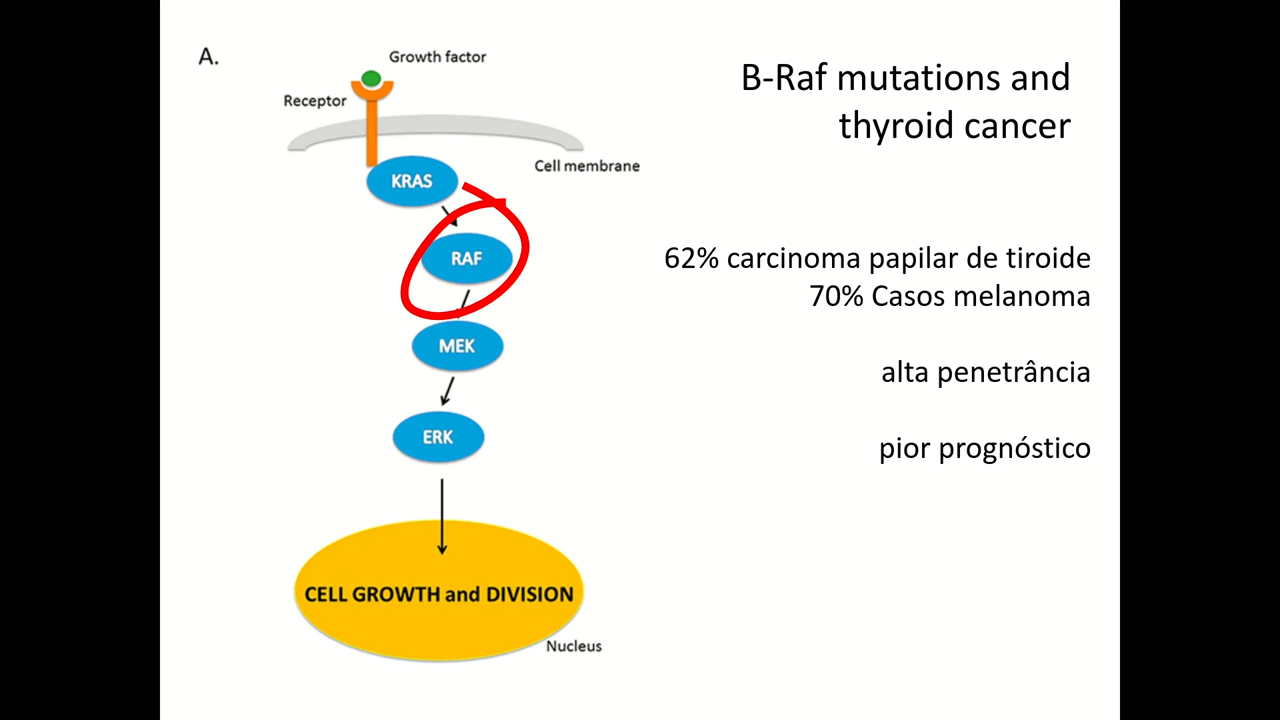 A.
Growth factor
Receptor
Cell membrane
KRAS
RAF
MEK
ERK
CELL GROWTH and DIVISION
Nucleus
B-Raf mutations and
thyroid cancer
62% carcinoma papilar de tiroide
70% Casos melanoma
alta penetrância
pior prognóstico